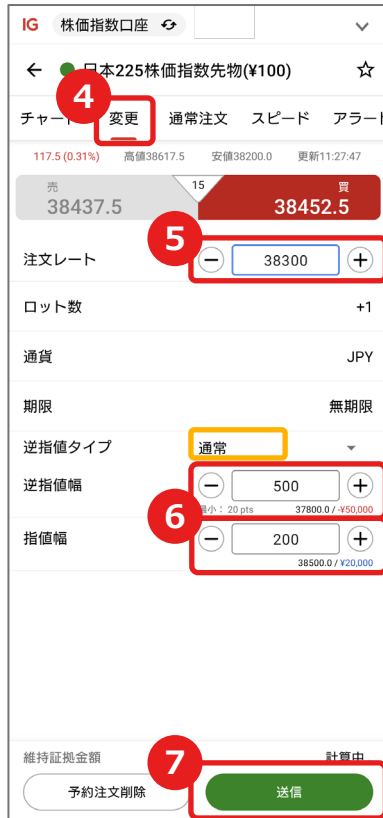 IG 株価指数口座
日本225株価指数先物(¥100)
4
チャート 変更 通常注文 スピード アラート
117.5 (0.31%) 高値38617.5 安値38200.0 更新11:27:47
売 15 買
38437.5 38452.5
5
注文レート 38300
ロット数 +1
通貨 JPY
期限 無期限
逆指値タイプ 通常
逆指値幅 500
最小： 20 pts 37800.0 / -¥50,000
6
指値幅 200
38500.0 / ¥20,000
維持証拠金額 計算中
7
予約注文削除 送信